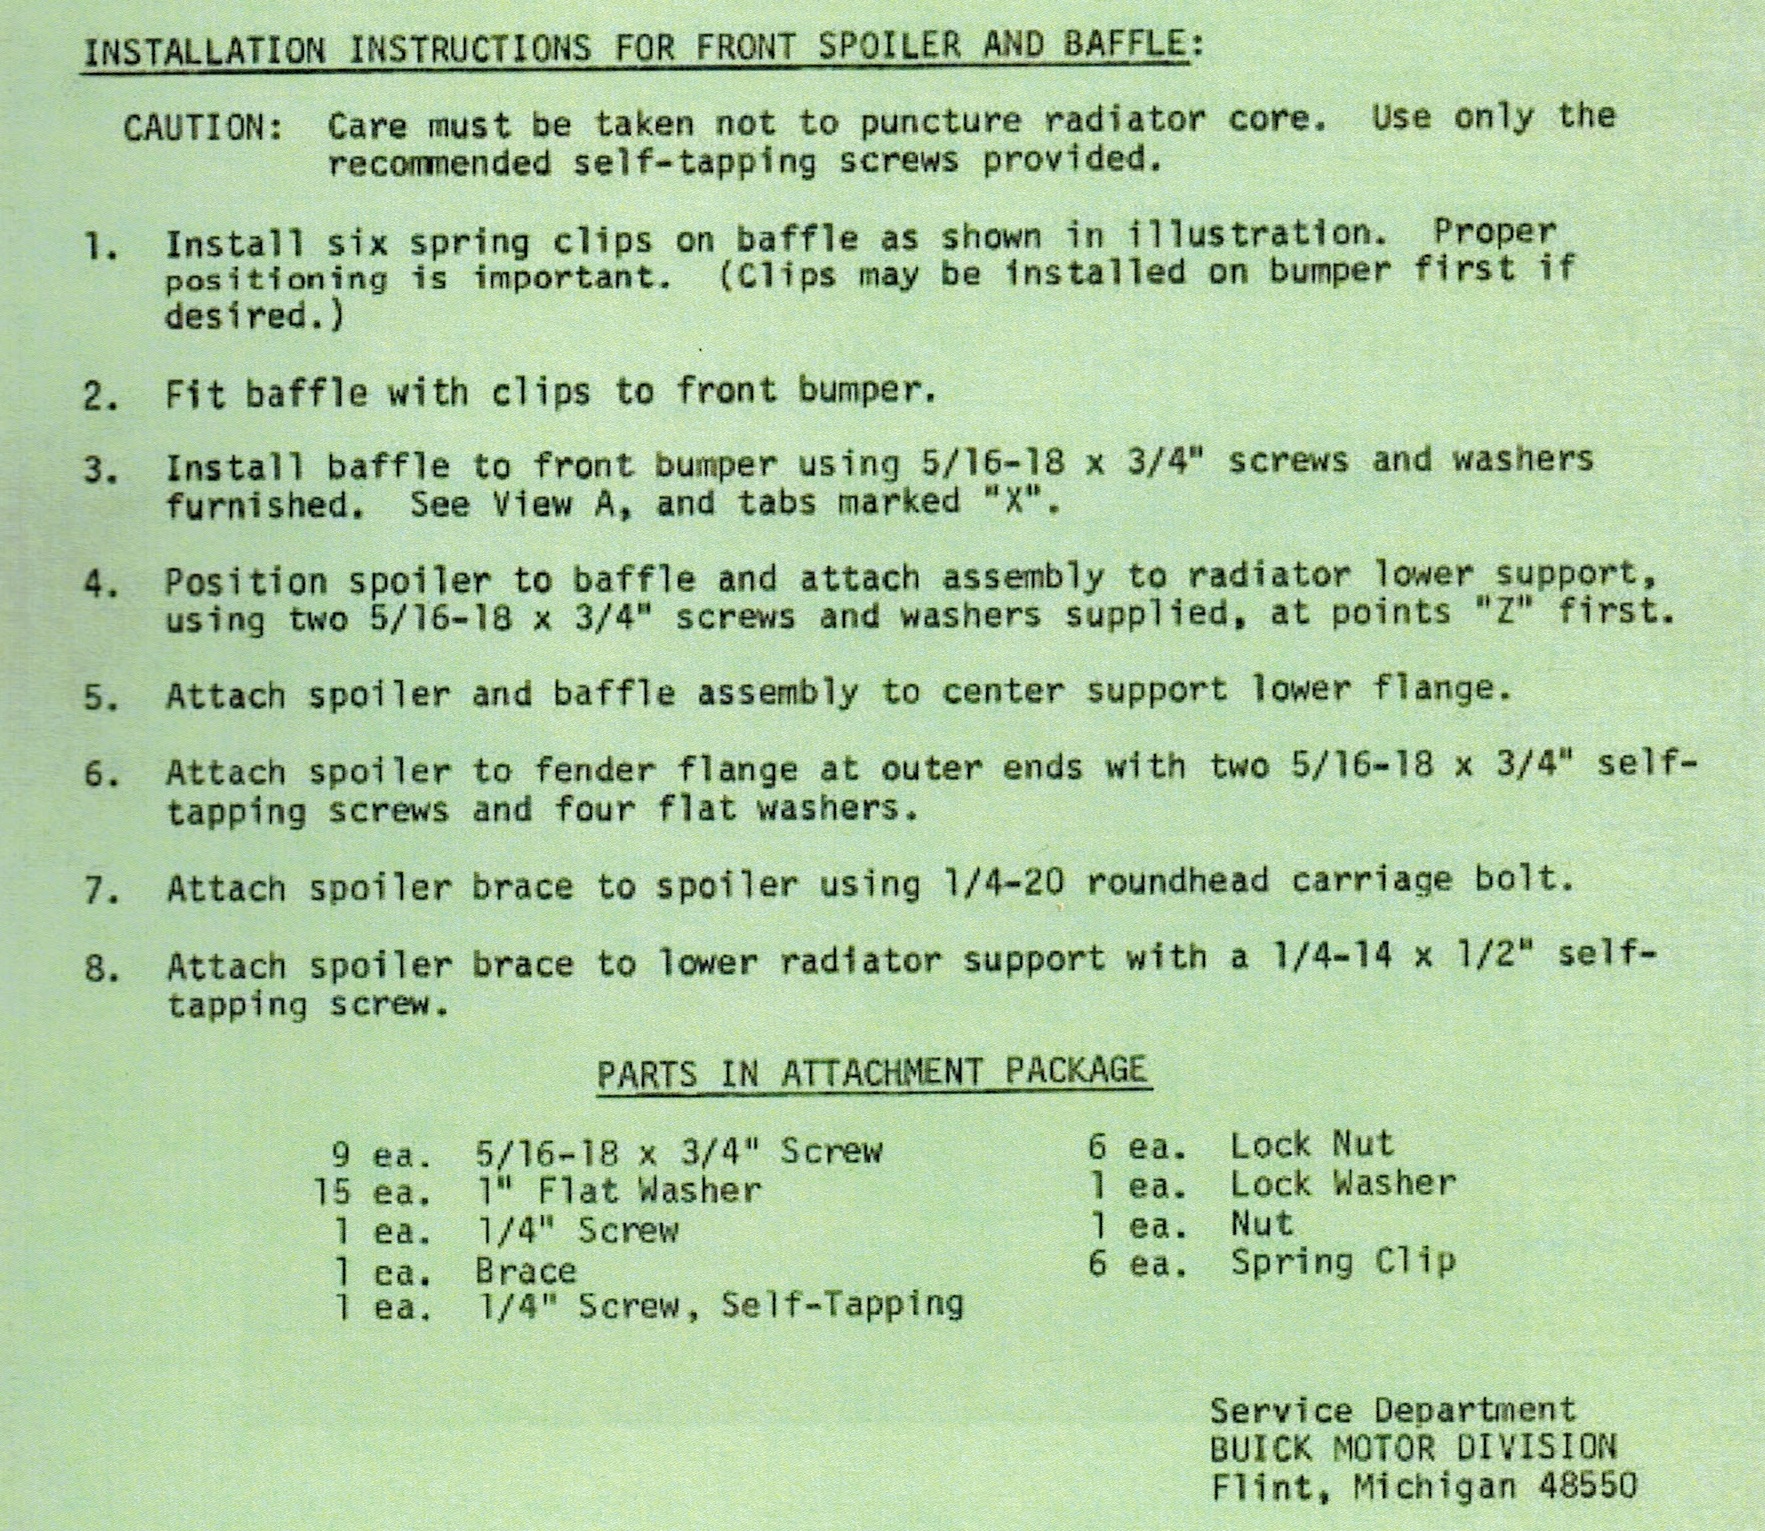 INSTALLATION INSTRUCTIONS FOR FRONT SPOILER AND BAFFLE:
CAUTION: Care must be taken not to puncture radiator core. Use only the
recommended self-tapping screws provided.
1. Install six spring clips on baffle as shown in illustration. Proper
positioning is important. (Clips may be installed on bumper first if
desired.)
2. Fit baffle with clips to front bumper.
3. Install baffle to front bumper using 5/16-18 x 3/4" screws and washers
furnished. See View A, and tabs marked "X".
4. Position spoiler to baffle and attach assembly to radiator lower support,
using two 5/16-18 x 3/4" screws and washers supplied, at points "Z" first.
5. Attach spoiler and baffle assembly to center support lower flange.
6. Attach spoiler to fender flange at outer ends with two 5/16-18 x 3/4" self-
tapping screws and four flat washers.
7. Attach spoiler brace to spoiler using 1/4-20 roundhead carriage bolt.
8. Attach spoiler brace to lower radiator support with a 1/4-14 x 1/2" self-
tapping screw.
PARTS IN ATTACHMENT PACKAGE
9 ea. 5/16-18 x 3/4" Screw
15 ea. 1" Flat Washer
1 ea. 1/4" Screw
1 ea. Brace
1 ea. 1/4" Screw, Self-Tapping
6 ea. Lock Nut
1 ea. Lock Washer
1 ea. Nut
6 ea. Spring Clip
Service Department
BUICK MOTOR DIVISION
Flint, Michigan 48550